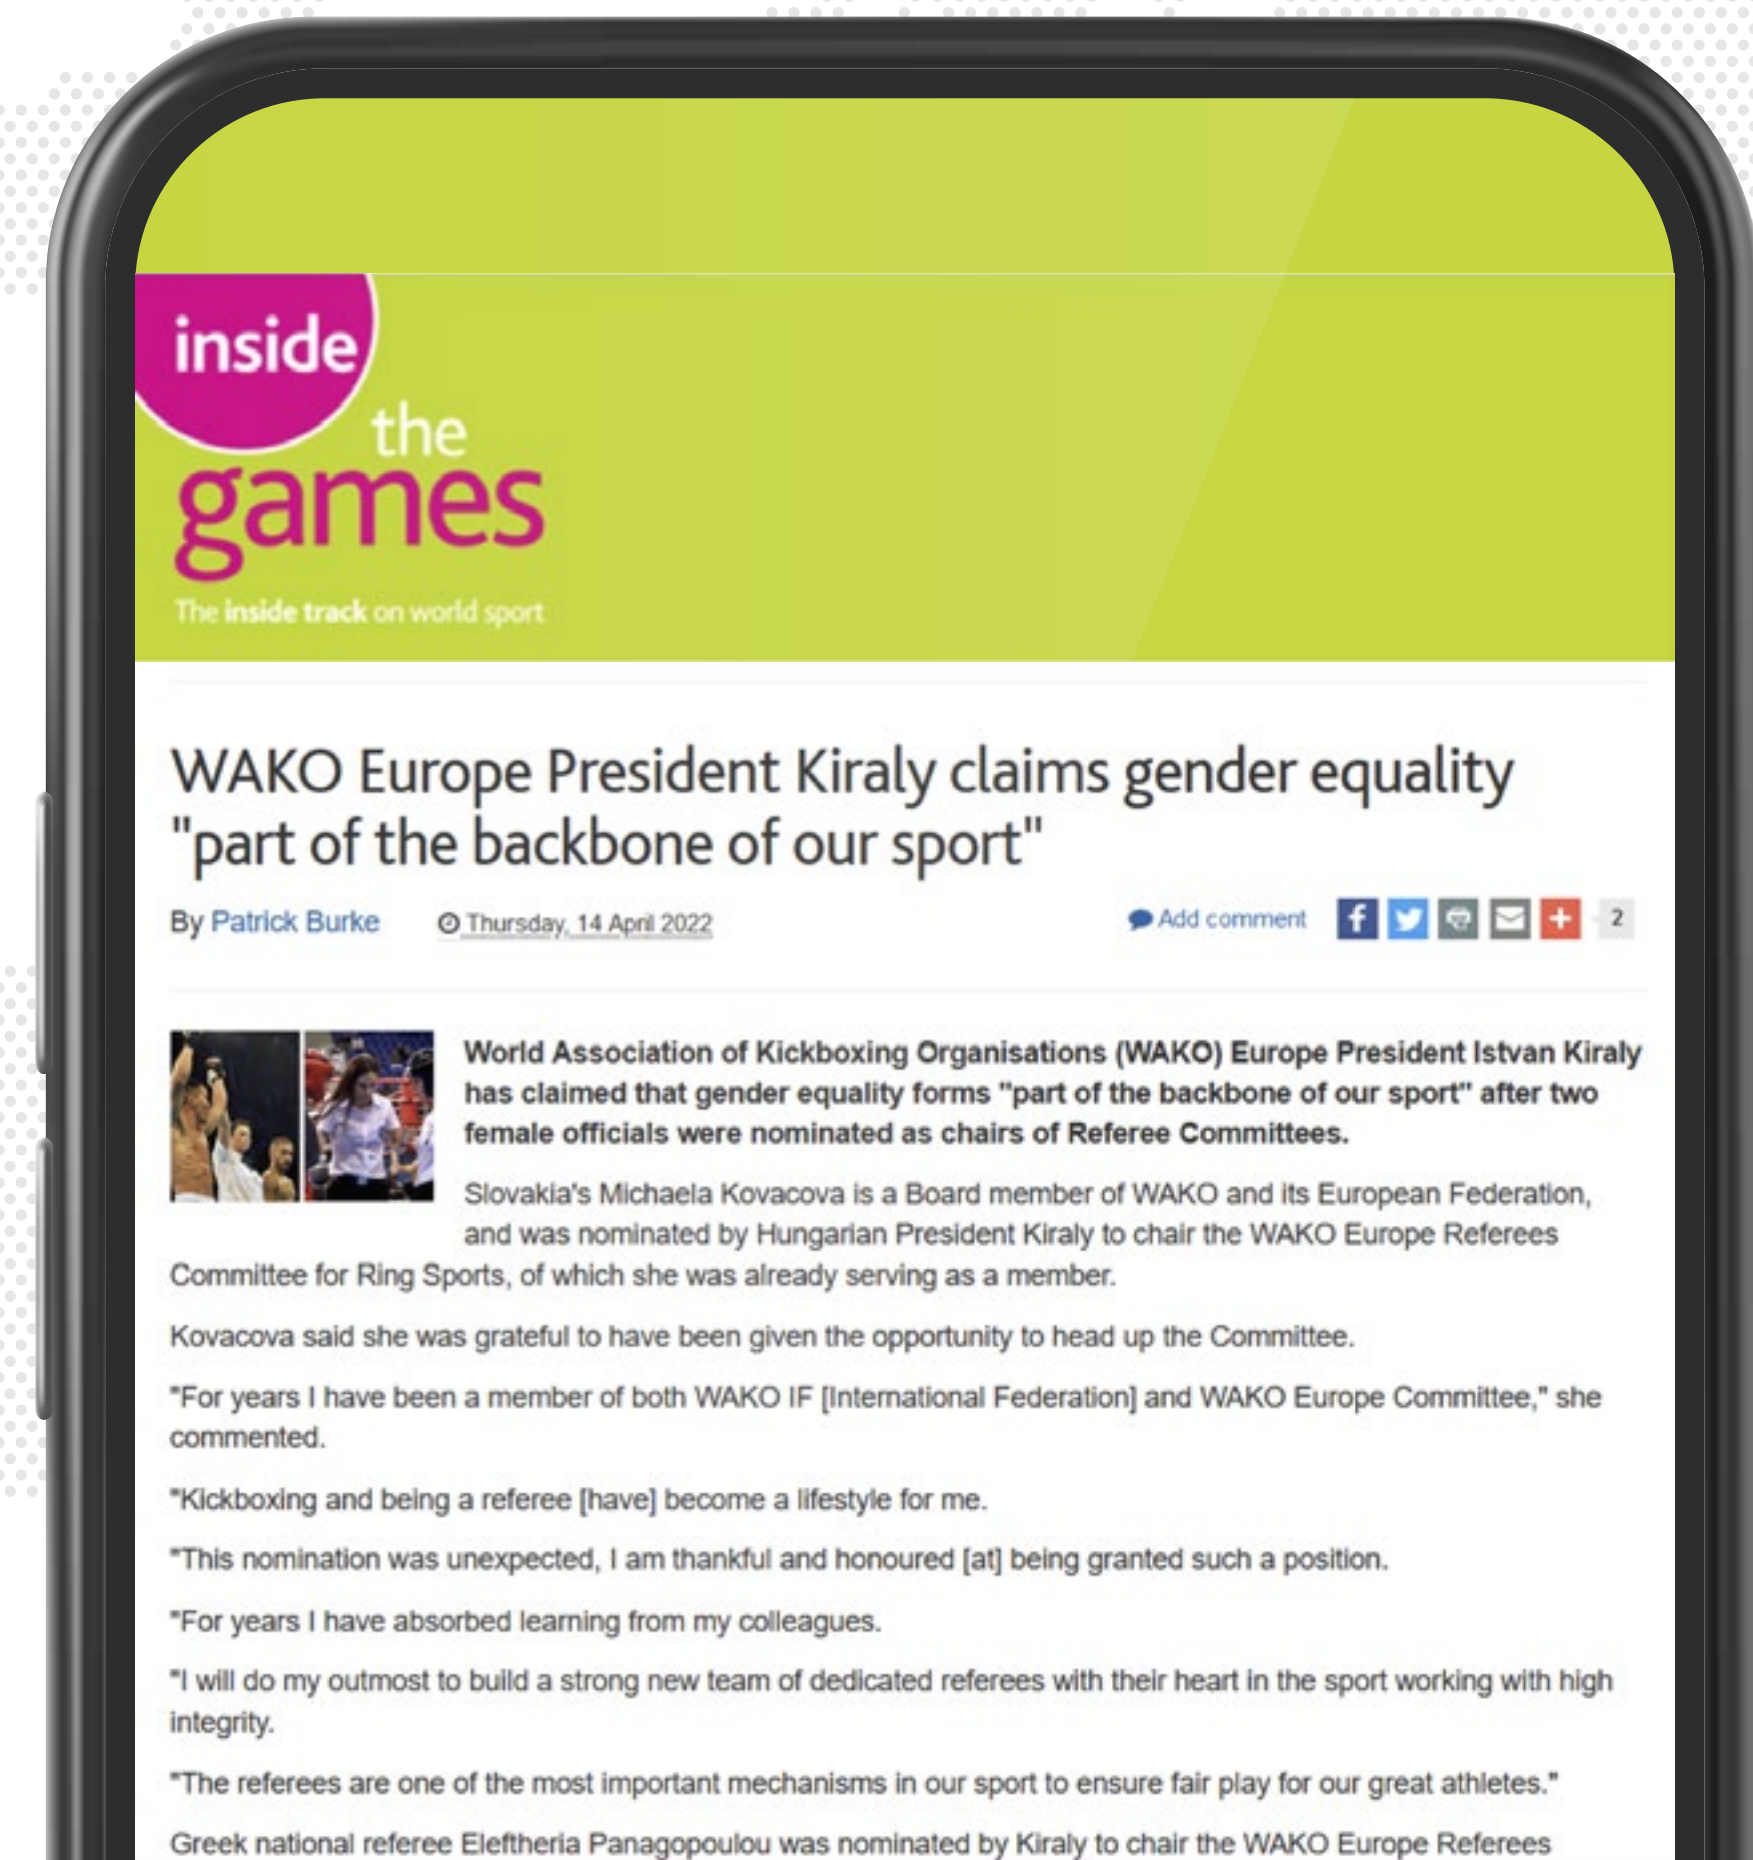 inside
the
games
The inside track on world sport
WAKO Europe President Kiraly claims gender equality
"part of the backbone of our sport"
By Patrick Burke Thursday, 14 April 2022 Add comment f 2
World Association of Kickboxing Organisations (WAKO) Europe President Istvan Kiraly
has claimed that gender equality forms "part of the backbone of our sport" after two
female officials were nominated as chairs of Referee Committees.
Slovakia's Michaela Kovacova is a Board member of WAKO and its European Federation,
and was nominated by Hungarian President Kiraly to chair the WAKO Europe Referees
Committee for Ring Sports, of which she was already serving as a member.
Kovacova said she was grateful to have been given the opportunity to head up the Committee.
"For years I have been a member of both WAKO IF [International Federation] and WAKO Europe Committee," she
commented.
"Kickboxing and being a referee [have] become a lifestyle for me.
"This nomination was unexpected, I am thankful and honoured [at] being granted such a position.
"For years I have absorbed learning from my colleagues.
"I will do my outmost to build a strong new team of dedicated referees with their heart in the sport working with high
integrity.
"The referees are one of the most important mechanisms in our sport to ensure fair play for our great athletes."
Greek national referee Eleftheria Panagopoulou was nominated by Kiraly to chair the WAKO Europe Referees